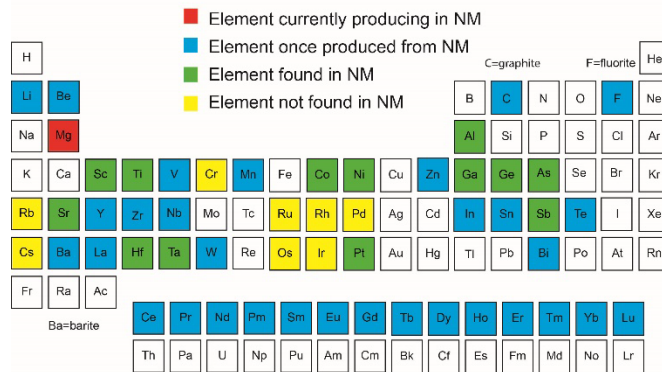 Element currently producing in NM
Element once produced from NM
Element found in NM
Element not found in NM
C=graphite F=fluorite
H He
Li Be B C N O F Ne
Na Mg Al Si P S Cl Ar
K Ca Sc Ti V Cr Mn Fe Co Ni Cu Zn Ga Ge As Se Br Kr
Rb Sr Y Zr Nb Mo Tc Ru Rh Pd Ag Cd In Sn Sb Te I Xe
Cs Ba La Hf Ta W Re Os Ir Pt Au Hg Tl Pb Bi Po At Rn
Fr Ra Ac
Ba=barite
Ce Pr Nd Pm Sm Eu Gd Tb Dy Ho Er Tm Yb Lu
Th Pa U Np Pu Am Cm Bk Cf Es Fm Md No Lr